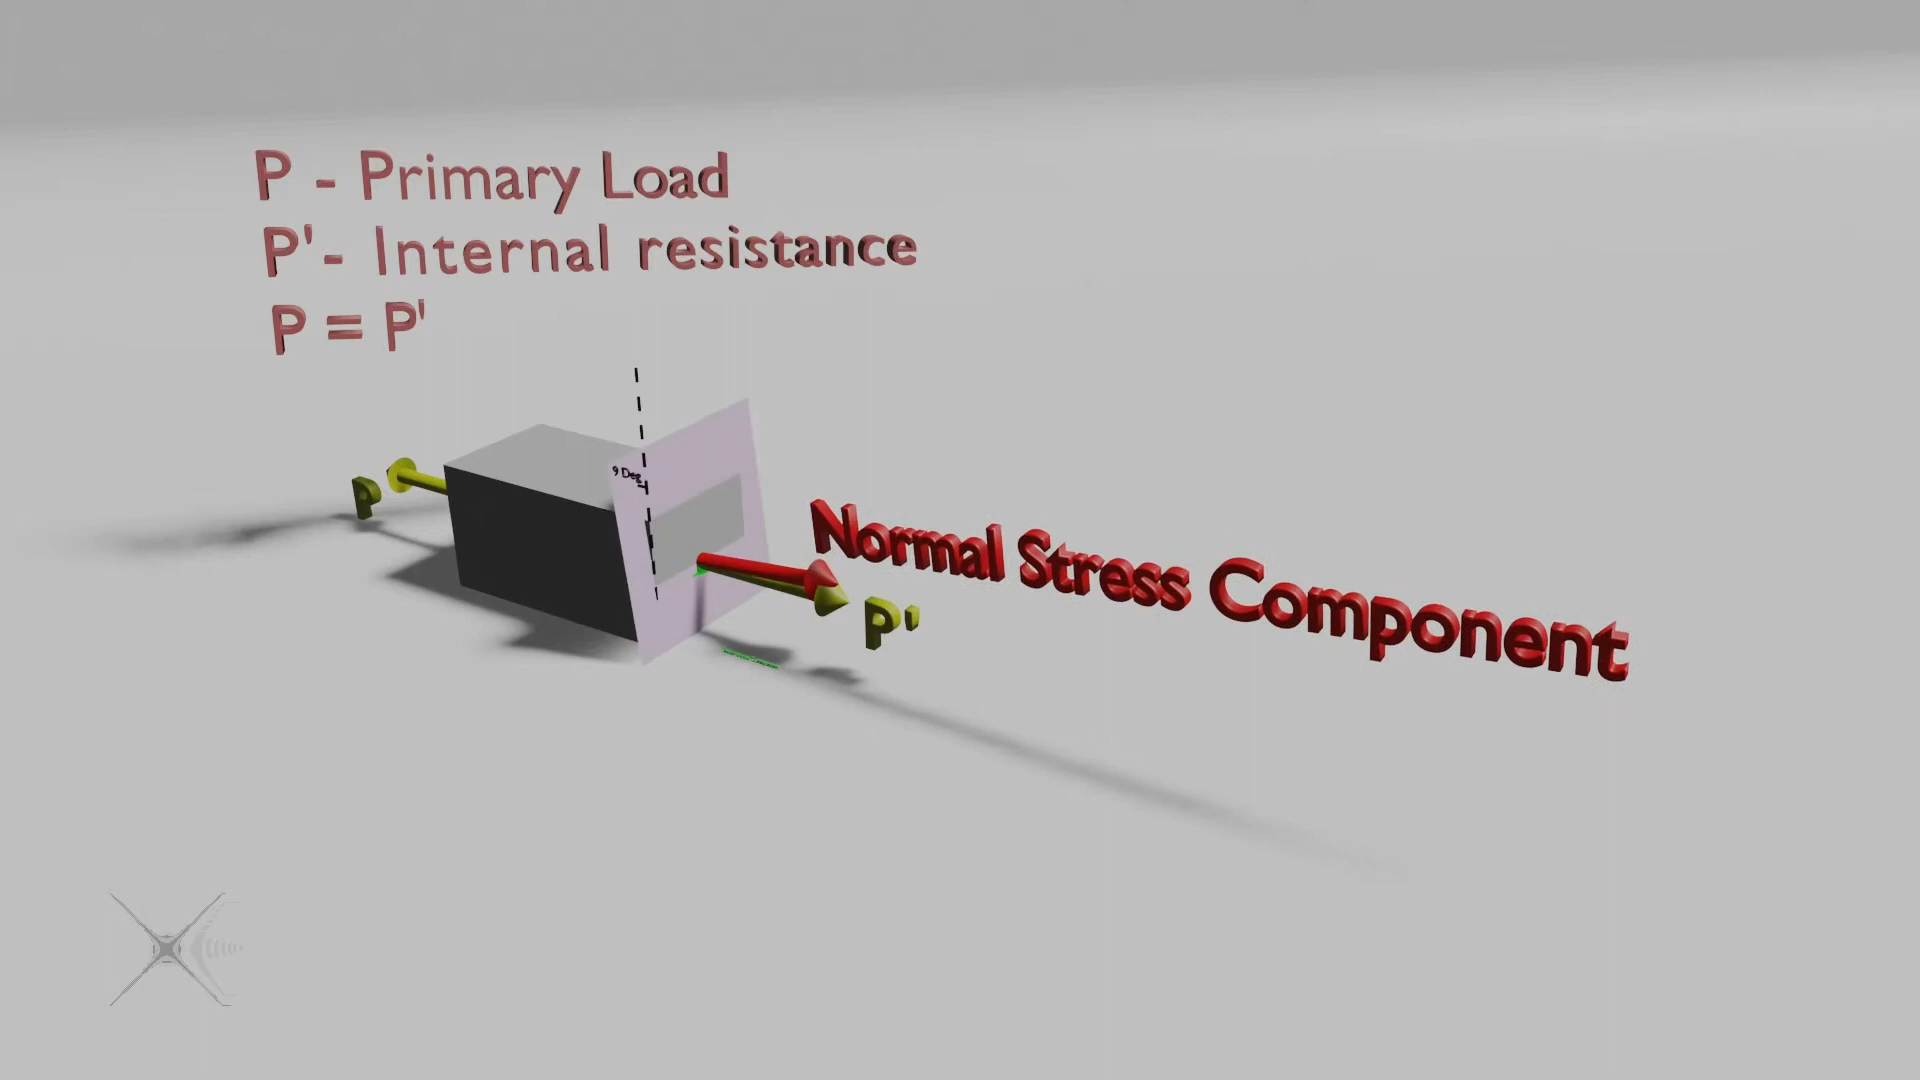 P - Primary Load
P'- Internal resistance
P = P'
9 Deg
P
Normal Stress Component
P'